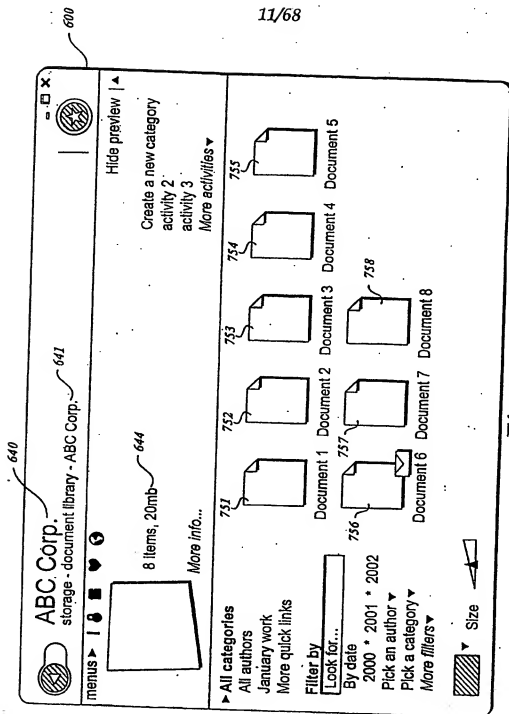 11/68
600
640
ABC Corp.
storage - document library - ABC Corp.
641
menus
Hide preview
8 items, 20mb
644
More info...
Create a new category
activity 2
activity 3
More activities
All categories
All authors
January work
More quick links
Filter by
Look for...
By date
2000 * 2001 * 2002
Pick an author
Pick a category
More filters
Size
751
752
753
754
755
Document 1
Document 2
Document 3
Document 4
Document 5
756
757
758
Document 6
Document 7
Document 8